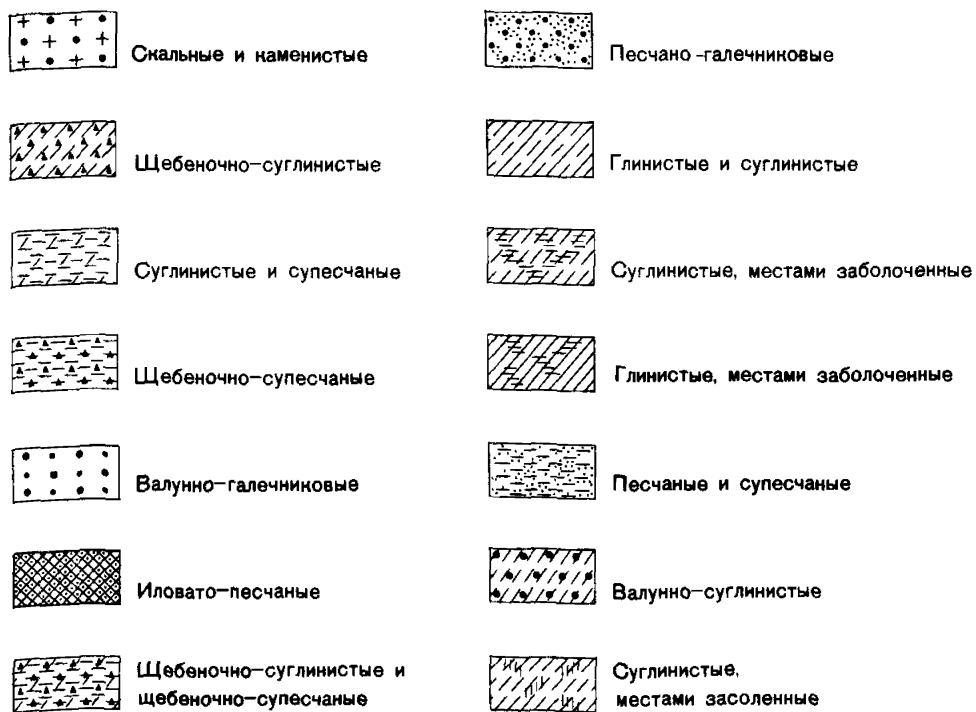 Скальные и каменистые
Щебеночно-суглинистые
Суглинистые и супесчаные
Щебеночно-супесчаные
Валунно-галечниковые
Иловато-песчаные
Щебеночно-суглинистые и
щебеночно-супесчаные
Песчано-галечниковые
Глинистые и суглинистые
Суглинистые, местами заболоченные
Глинистые, местами заболоченные
Песчаные и супесчаные
Валунно-суглинистые
Суглинистые,
местами засоленные